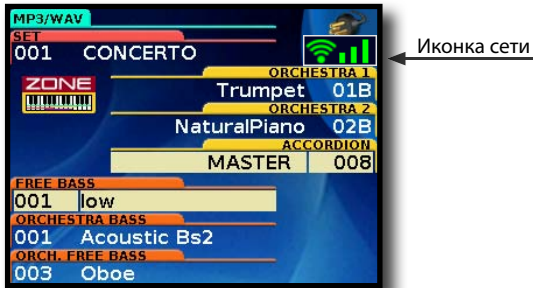 MP3/WAV
SET
001 CONCERTO
Иконка сети
ZONE
ORCHESTRA 1
Trumpet 01B
ORCHESTRA 2
NaturalPiano 02B
ACCORDION
MASTER 008
FREE BASS
001 low
ORCHESTRA BASS
001 Acoustic Bs2
ORCH. FREE BASS
003 Oboe